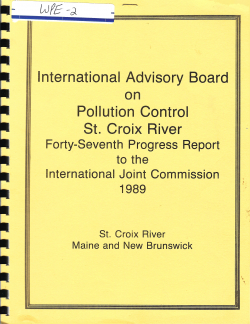 WPE-2
International Advisory Board
on
Pollution Control
St. Croix River
Forty-Seventh Progress Report
to the
International Joint Commission
1989
St. Croix River
Maine and New Brunswick